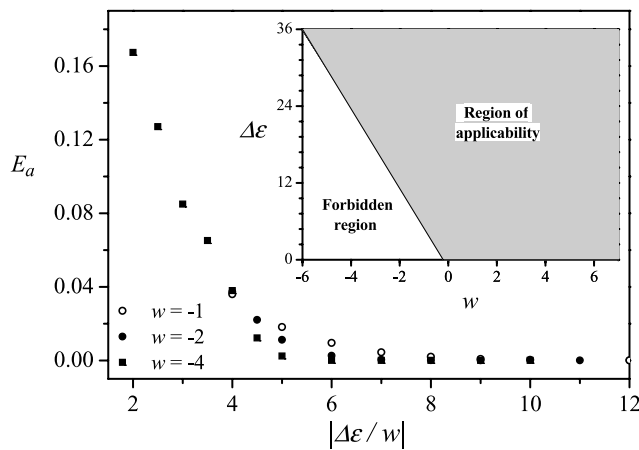 0.16
0.12
0.08
0.04
0.00
E_a
2
4
6
8
10
12
|Δε / w|
w = -1
w = -2
w = -4
36
24
12
0
Δε
-6
-4
-2
0
2
4
6
w
Region of
applicability
Forbidden
region